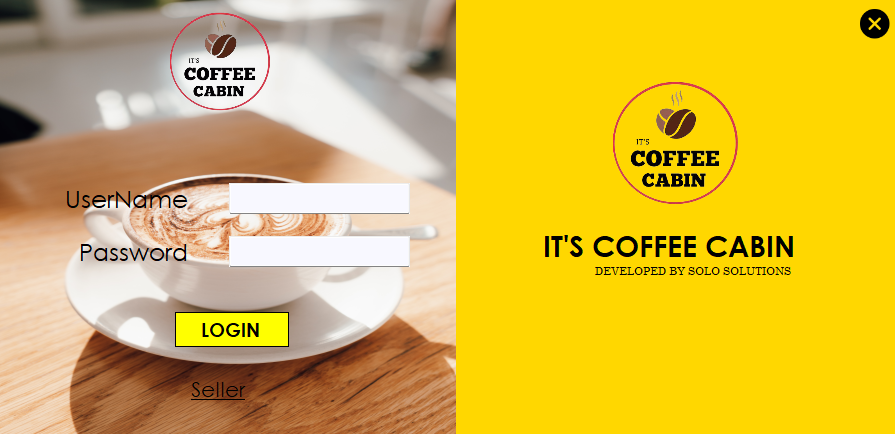 IT'S
COFFEE
CABIN
UserName
Password
LOGIN
Seller
IT'S
COFFEE
CABIN
IT'S COFFEE CABIN
DEVELOPED BY SOLO SOLUTIONS